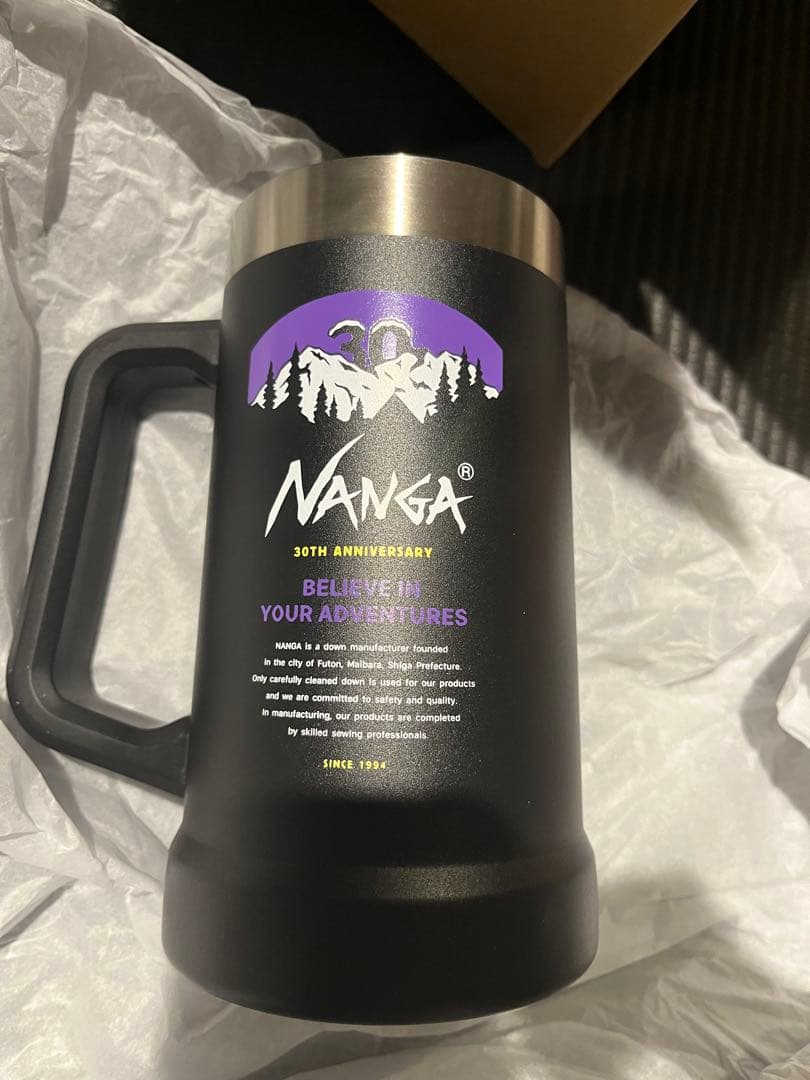 30
NANGA®
30TH ANNIVERSARY
BELIEVE IN
YOUR ADVENTURES
NANGA is a down manufacturer founded
in the city of Futon, Maibara, Shiga Prefecture.
Only carefully cleaned down is used for our products
and we are committed to safety and quality.
In manufacturing, our products are completed
by skilled sewing professionals.
SINCE 1994